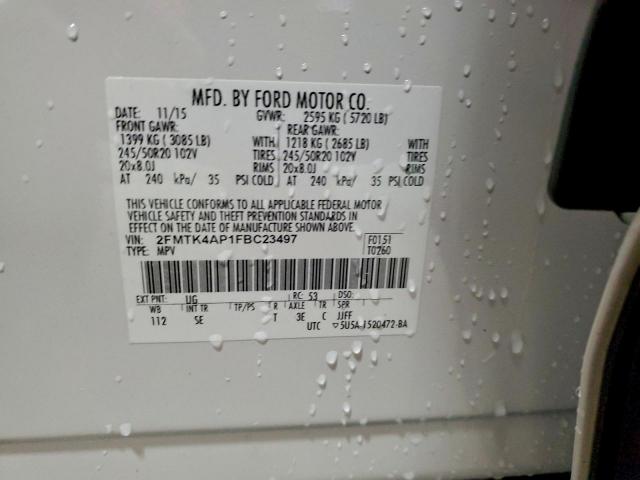 MFD. BY FORD MOTOR CO.
DATE: 11/15 GVWR: 2595 KG ( 5720 LB)
FRONT GAWR: REAR GAWR:
1399 KG ( 3085 LB) WITH 1218 KG ( 2685 LB) WITH
245/50R20 102V TIRES 245/50R20 102V TIRES
20x8.0J RIMS 20x8.0J RIMS
AT 240 kPa/ 35 PSI COLD AT 240 kPa/ 35 PSI COLD
THIS VEHICLE CONFORMS TO ALL APPLICABLE FEDERAL MOTOR
VEHICLE SAFETY AND THEFT PREVENTION STANDARDS IN
EFFECT ON THE DATE OF MANUFACTURE SHOWN ABOVE.
VIN: 2FMTK4AP1FBC23497 F0151
TYPE: MPV T0260
EXT PNT: UG RC: 53 DSO:
WB INT TR TP/PS R AXLE TR SPR
112 SE T 3E C JJFF
UTC ▽5U5A-1520472-BA